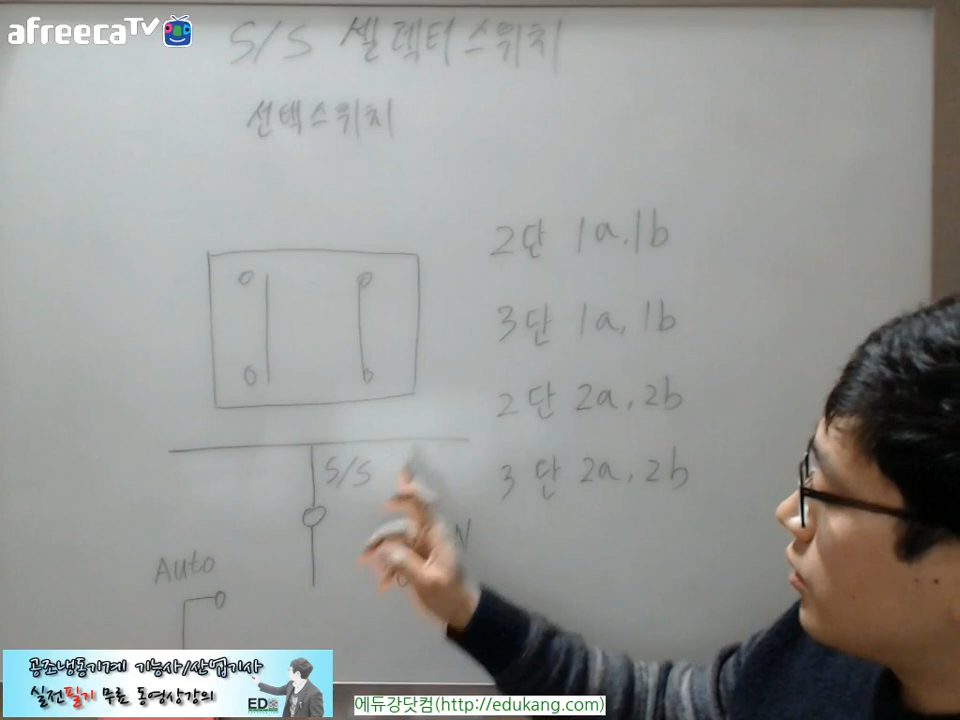 afreecaTV
S/S 셀렉터스위치
선택스위치
2단 1a, 1b
3단 1a, 1b
2단 2a, 2b
3단 2a, 2b
S/S
Auto
N
공조냉동기계 기능사/산업기사
실전필기 무료 동영상강의
ED
에듀강닷컴(http://edukang.com)